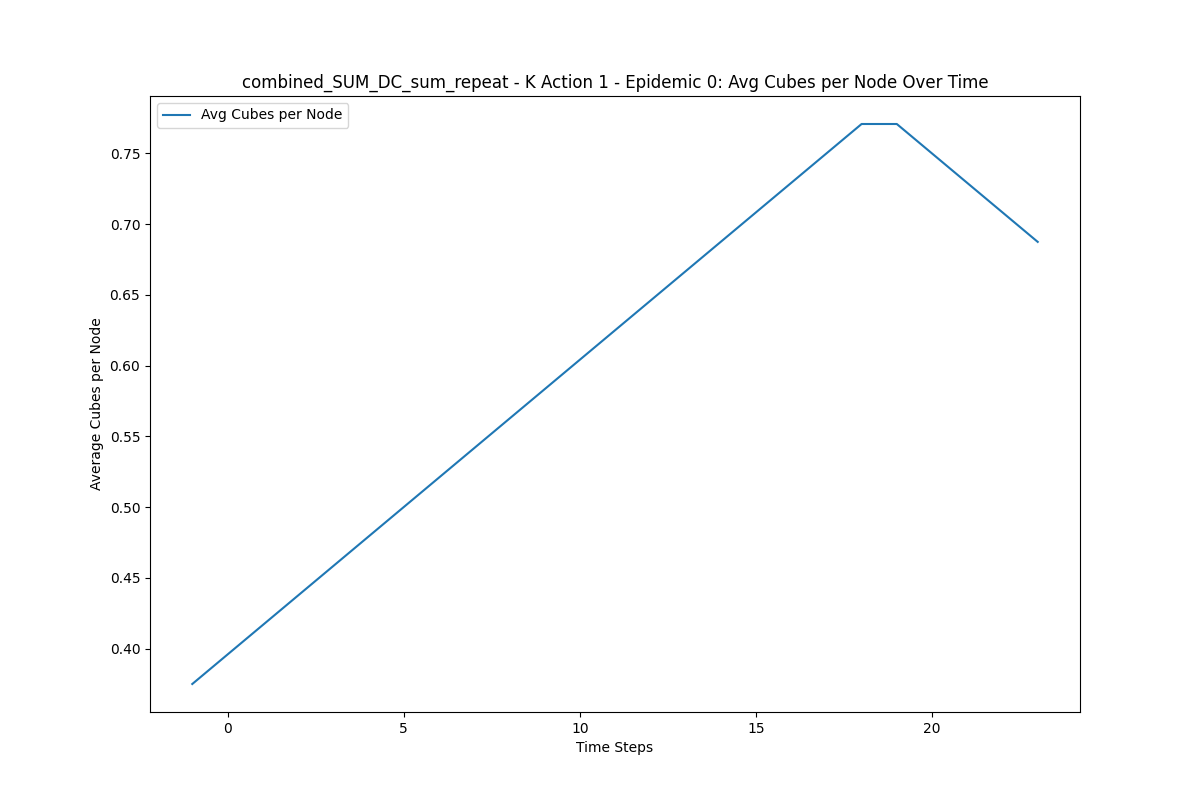 combined_SUM_DC_sum_repeat - K Action 1 - Epidemic 0: Avg Cubes per Node Over Time
Avg Cubes per Node
0.75
0.70
0.65
0.60
0.55
0.50
0.45
0.40
Average Cubes per Node
0 5 10 15 20
Time Steps